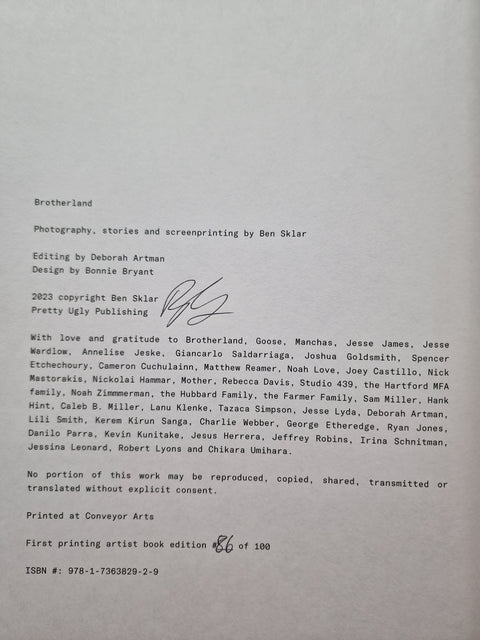 Brotherland
Photography, stories and screenprinting by Ben Sklar
Editing by Deborah Artman
Design by Bonnie Bryant
2023 copyright Ben Sklar
Pretty Ugly Publishing
With love and gratitude to Brotherland, Goose, Manchas, Jesse James, Jesse
Wardlow, Annelise Jeske, Giancarlo Saldarriaga, Joshua Goldsmith, Spencer
Etchechoury, Cameron Cuchulainn, Matthew Reamer, Noah Love, Joey Castillo, Nick
Mastorakis, Nickolai Hammar, Mother, Rebecca Davis, Studio 439, the Hartford MFA
family, Noah Zimmmerman, the Hubbard Family, the Farmer Family, Sam Miller, Hank
Hint, Caleb B. Miller, Lanu Klenke, Tazaca Simpson, Jesse Lyda, Deborah Artman,
Lili Smith, Kerem Kirun Sanga, Charlie Webber, George Etheredge, Ryan Jones,
Danilo Parra, Kevin Kunitake, Jesus Herrera, Jeffrey Robins, Irina Schnitman,
Jessina Leonard, Robert Lyons and Chikara Umihara.
No portion of this work may be reproduced, copied, shared, transmitted or
translated without explicit consent.
Printed at Conveyor Arts
First printing artist book edition #86 of 100
ISBN #: 978-1-7363829-2-9